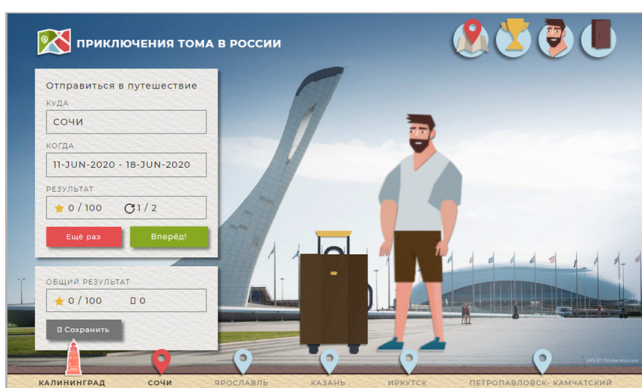 ПРИКЛЮЧЕНИЯ ТОМА В РОССИИ
Отправиться в путешествие
КУДА
СОЧИ
КОГДА
11-JUN-2020 - 18-JUN-2020
РЕЗУЛЬТАТ
0 / 100 1 / 2
Ещё раз Вперёд!
ОБЩИЙ РЕЗУЛЬТАТ
0 / 100 0
Сохранить
КАЛИНИНГРАД СОЧИ ЯРОСЛАВЛЬ КАЗАНЬ ИРКУТСК ПЕТРОПАВЛОВСК- КАМЧАТСКИЙ